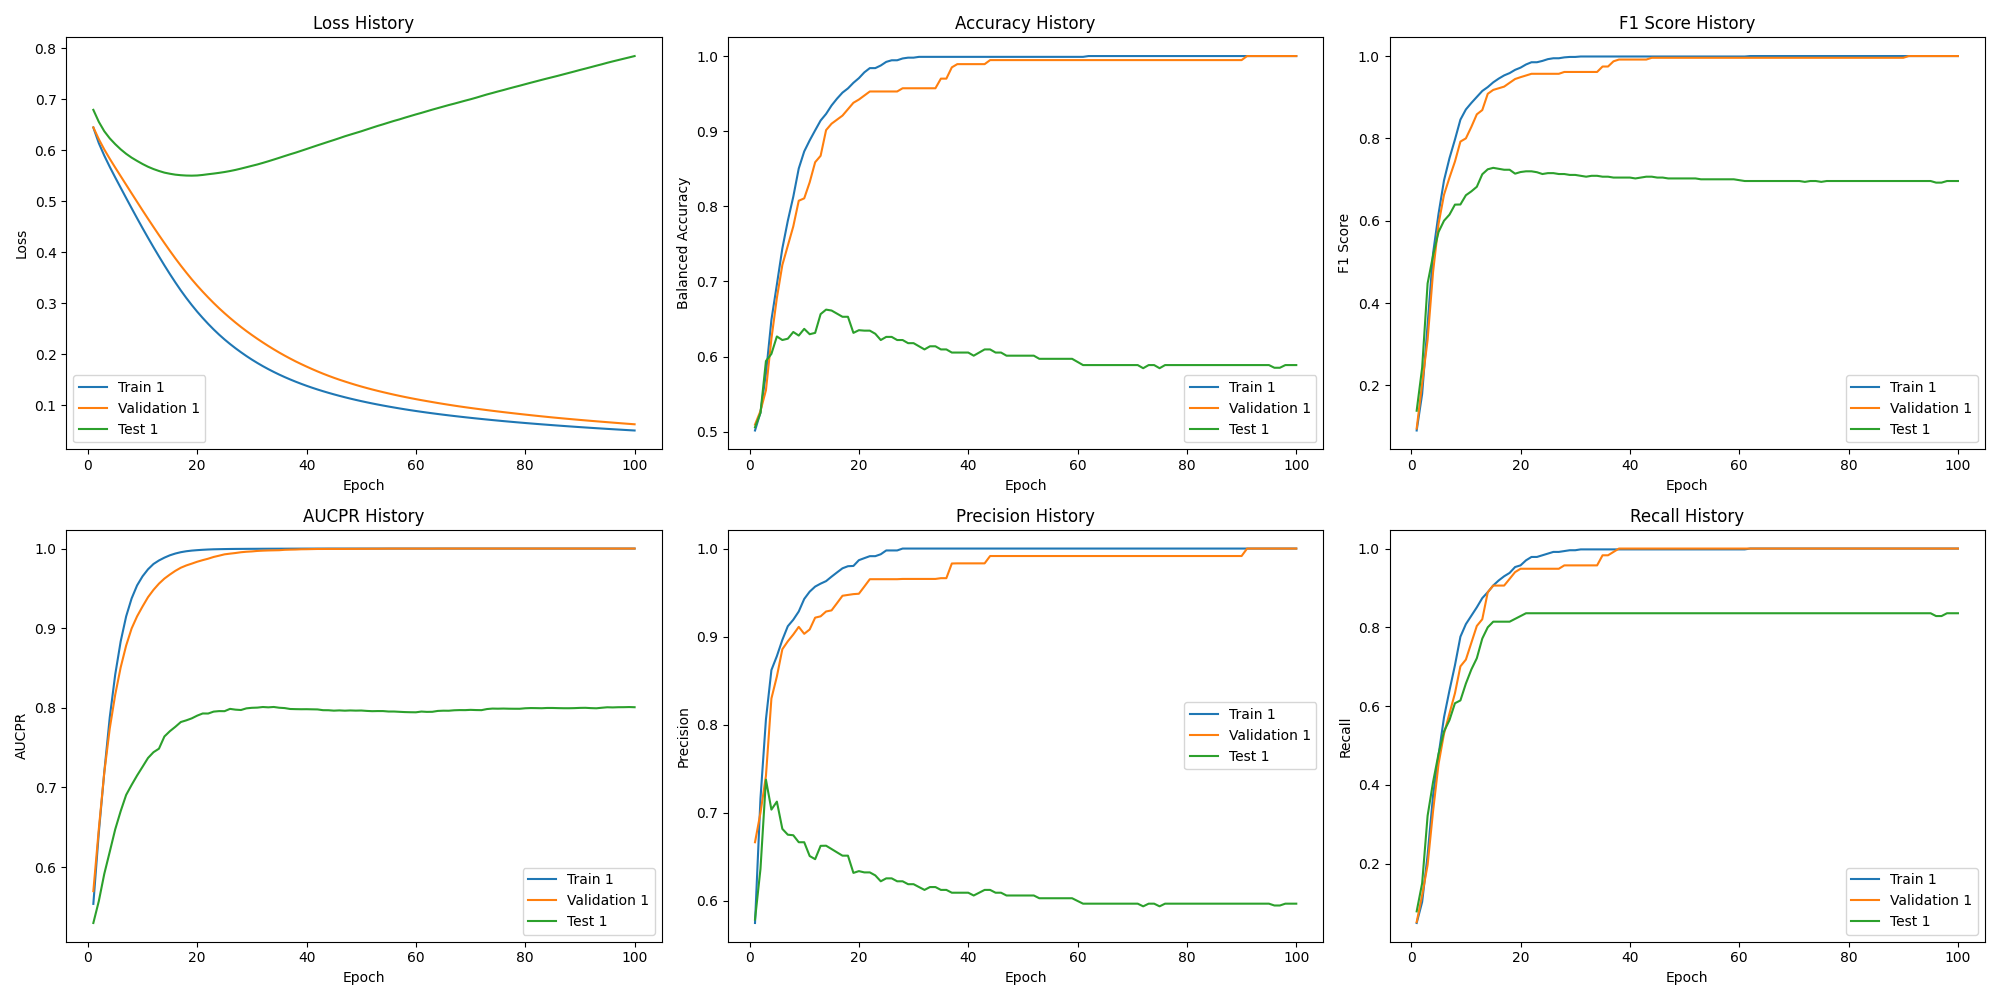 Loss History
0.8
0.7
0.6
0.5
0.4
0.3
0.2
0.1
Loss
Train 1
Validation 1
Test 1
0 20 40 60 80 100
Epoch
Accuracy History
1.0
0.9
0.8
0.7
0.6
0.5
Balanced Accuracy
Train 1
Validation 1
Test 1
0 20 40 60 80 100
Epoch
F1 Score History
1.0
0.8
0.6
0.4
0.2
F1 Score
Train 1
Validation 1
Test 1
0 20 40 60 80 100
Epoch
AUCPR History
1.0
0.9
0.8
0.7
0.6
AUCPR
Train 1
Validation 1
Test 1
0 20 40 60 80 100
Epoch
Precision History
1.0
0.9
0.8
0.7
0.6
Precision
Train 1
Validation 1
Test 1
0 20 40 60 80 100
Epoch
Recall History
1.0
0.8
0.6
0.4
0.2
Recall
Train 1
Validation 1
Test 1
0 20 40 60 80 100
Epoch